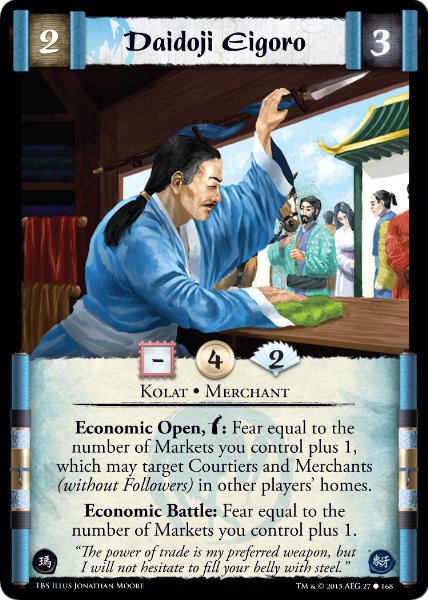 2 Daidoji Eigoro 3
– 4 2
Kolat • Merchant
Economic Open, : Fear equal to the
number of Markets you control plus 1,
which may target Courtiers and Merchants
(without Followers) in other players' homes.
Economic Battle: Fear equal to the
number of Markets you control plus 1.
“The power of trade is my preferred weapon, but
I will not hesitate to fill your belly with steel.”
TBS Illus Jonathan Moore TM & © 2015 AEG 27 • 168